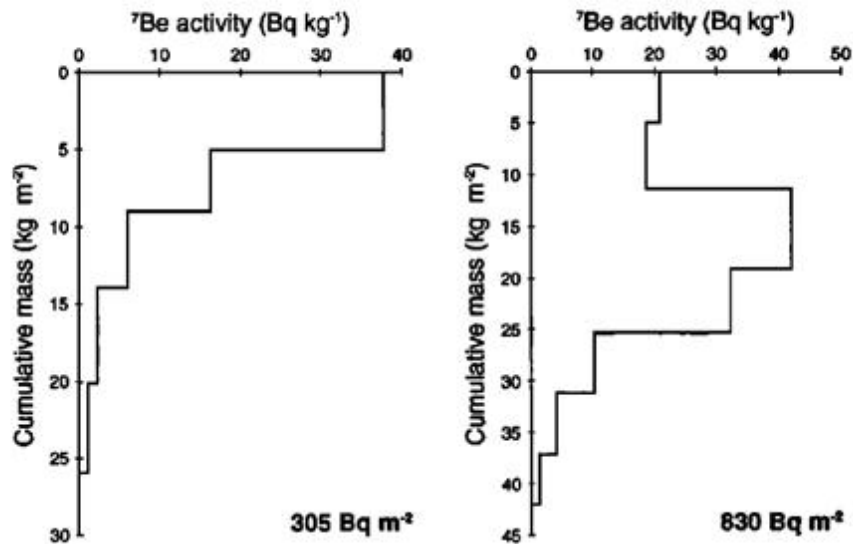 ⁷Be activity (Bq kg⁻¹)
0 10 20 30 40
Cumulative mass (kg m⁻²)
0
5
10
15
20
25
30
305 Bq m⁻²
⁷Be activity (Bq kg⁻¹)
0 10 20 30 40 50
Cumulative mass (kg m⁻²)
0
5
10
15
20
25
30
35
40
45
830 Bq m⁻²